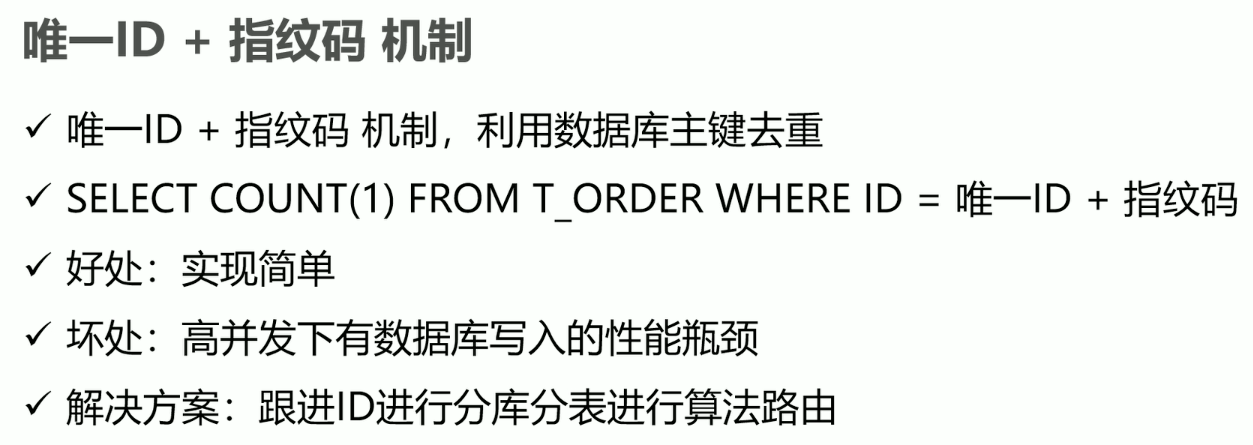 唯一ID + 指纹码 机制
✓ 唯一ID + 指纹码 机制，利用数据库主键去重
✓ SELECT COUNT(1) FROM T_ORDER WHERE ID = 唯一ID + 指纹码
✓ 好处：实现简单
✓ 坏处：高并发下有数据库写入的性能瓶颈
✓ 解决方案：跟进ID进行分库分表进行算法路由